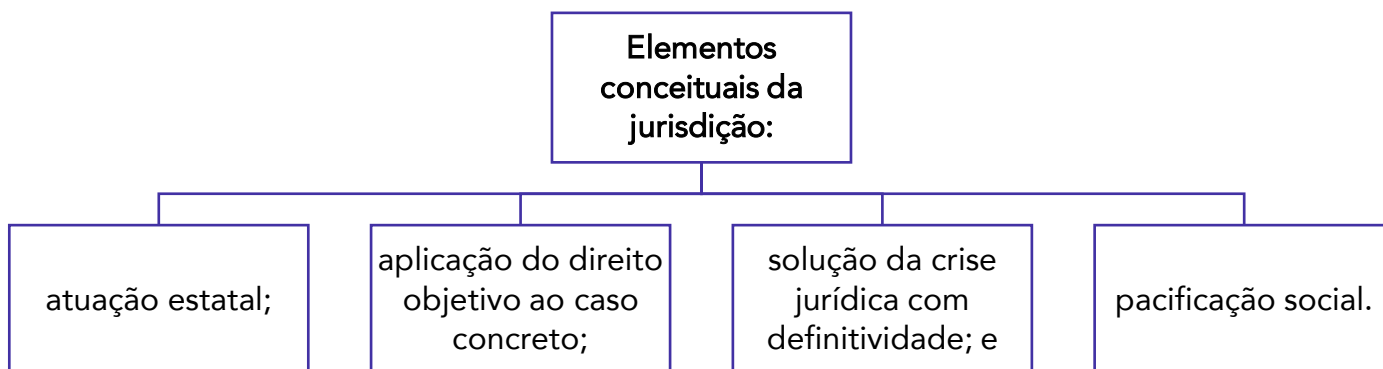 Elementos
conceituais da
jurisdição:
atuação estatal;
aplicação do direito
objetivo ao caso
concreto;
solução da crise
jurídica com
definitividade; e
pacificação social.